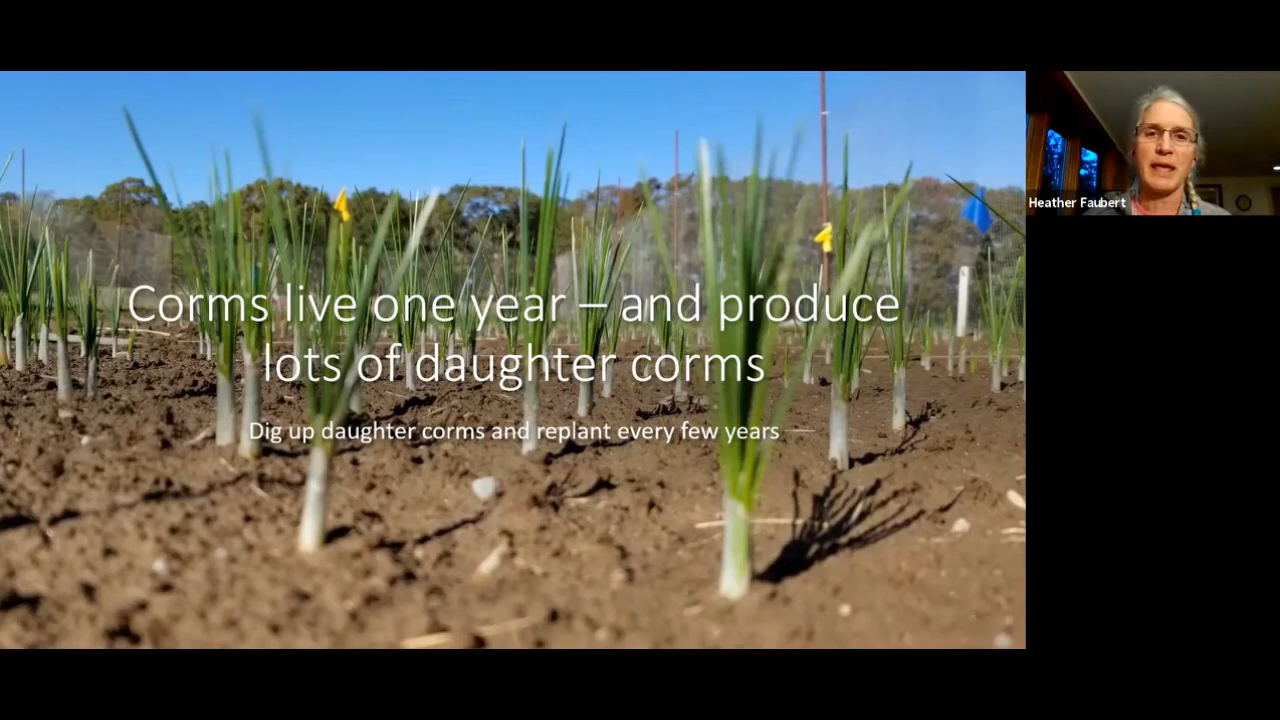 Corms live one year – and produce
lots of daughter corms
Dig up daughter corms and replant every few years
Heather Faubert